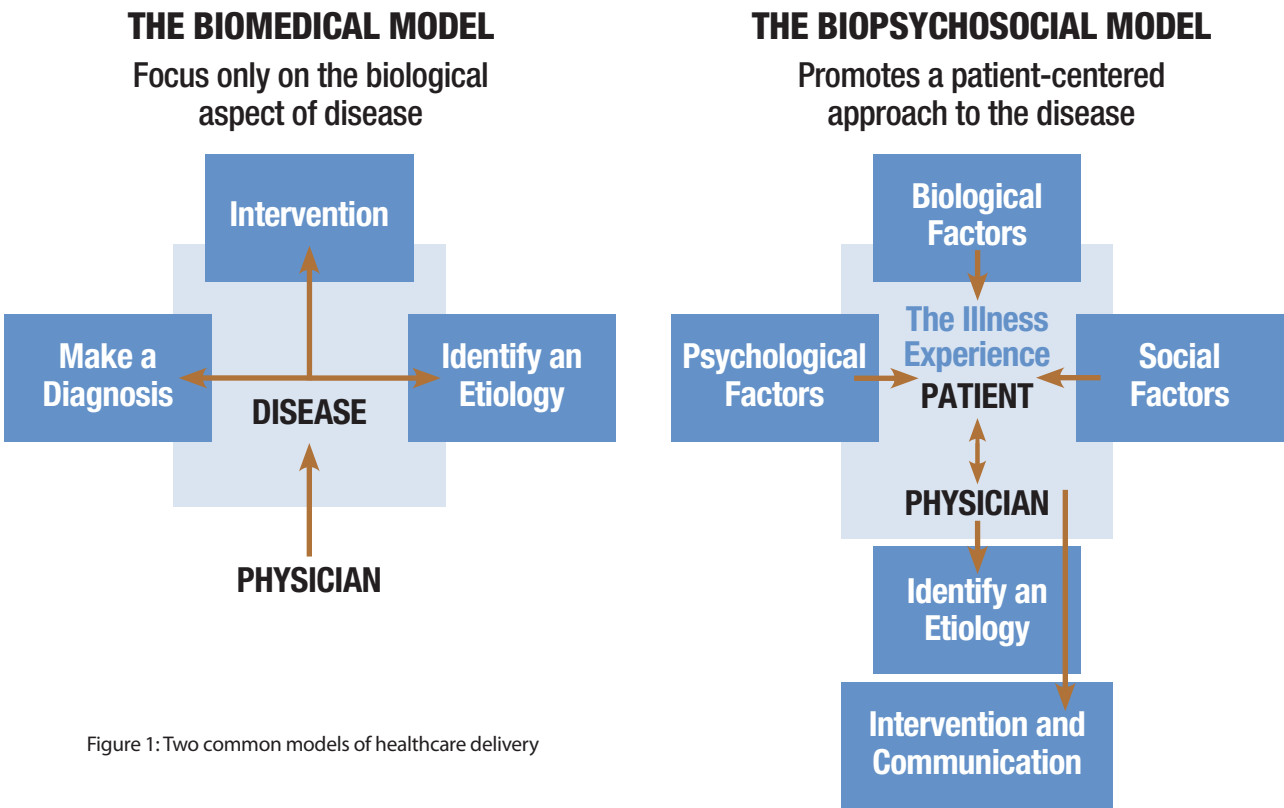 THE BIOMEDICAL MODEL
Focus only on the biological
aspect of disease
Intervention
Make a
Diagnosis
Identify an
Etiology
DISEASE
PHYSICIAN
Figure 1: Two common models of healthcare delivery
THE BIOPSYCHOSOCIAL MODEL
Promotes a patient-centered
approach to the disease
Biological
Factors
Psychological
Factors
The Illness
Experience
PATIENT
Social
Factors
PHYSICIAN
Identify an
Etiology
Intervention and
Communication